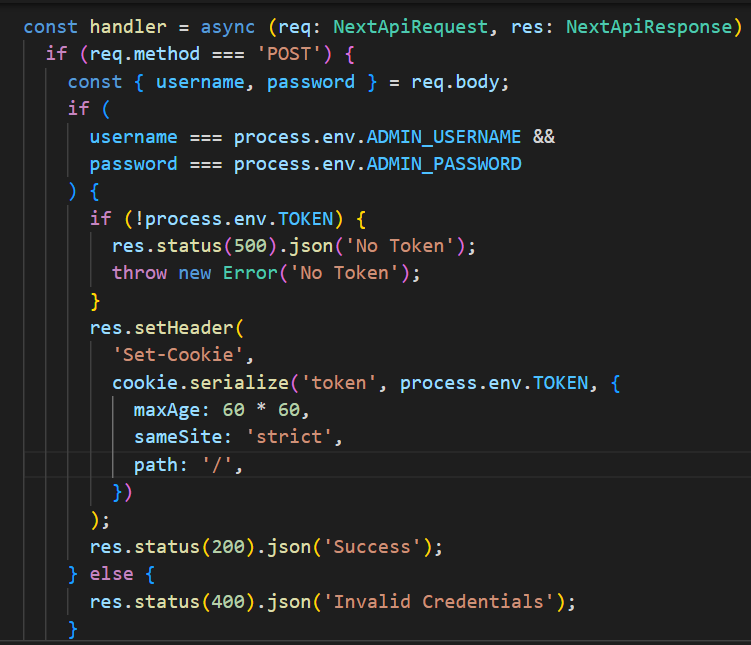 const handler = async (req: NextApiRequest, res: NextApiResponse)
if (req.method === 'POST') {
const { username, password } = req.body;
if (
username === process.env.ADMIN_USERNAME &&
password === process.env.ADMIN_PASSWORD
) {
if (!process.env.TOKEN) {
res.status(500).json('No Token');
throw new Error('No Token');
}
res.setHeader(
'Set-Cookie',
cookie.serialize('token', process.env.TOKEN, {
maxAge: 60 * 60,
sameSite: 'strict',
path: '/',
})
);
res.status(200).json('Success');
} else {
res.status(400).json('Invalid Credentials');
}